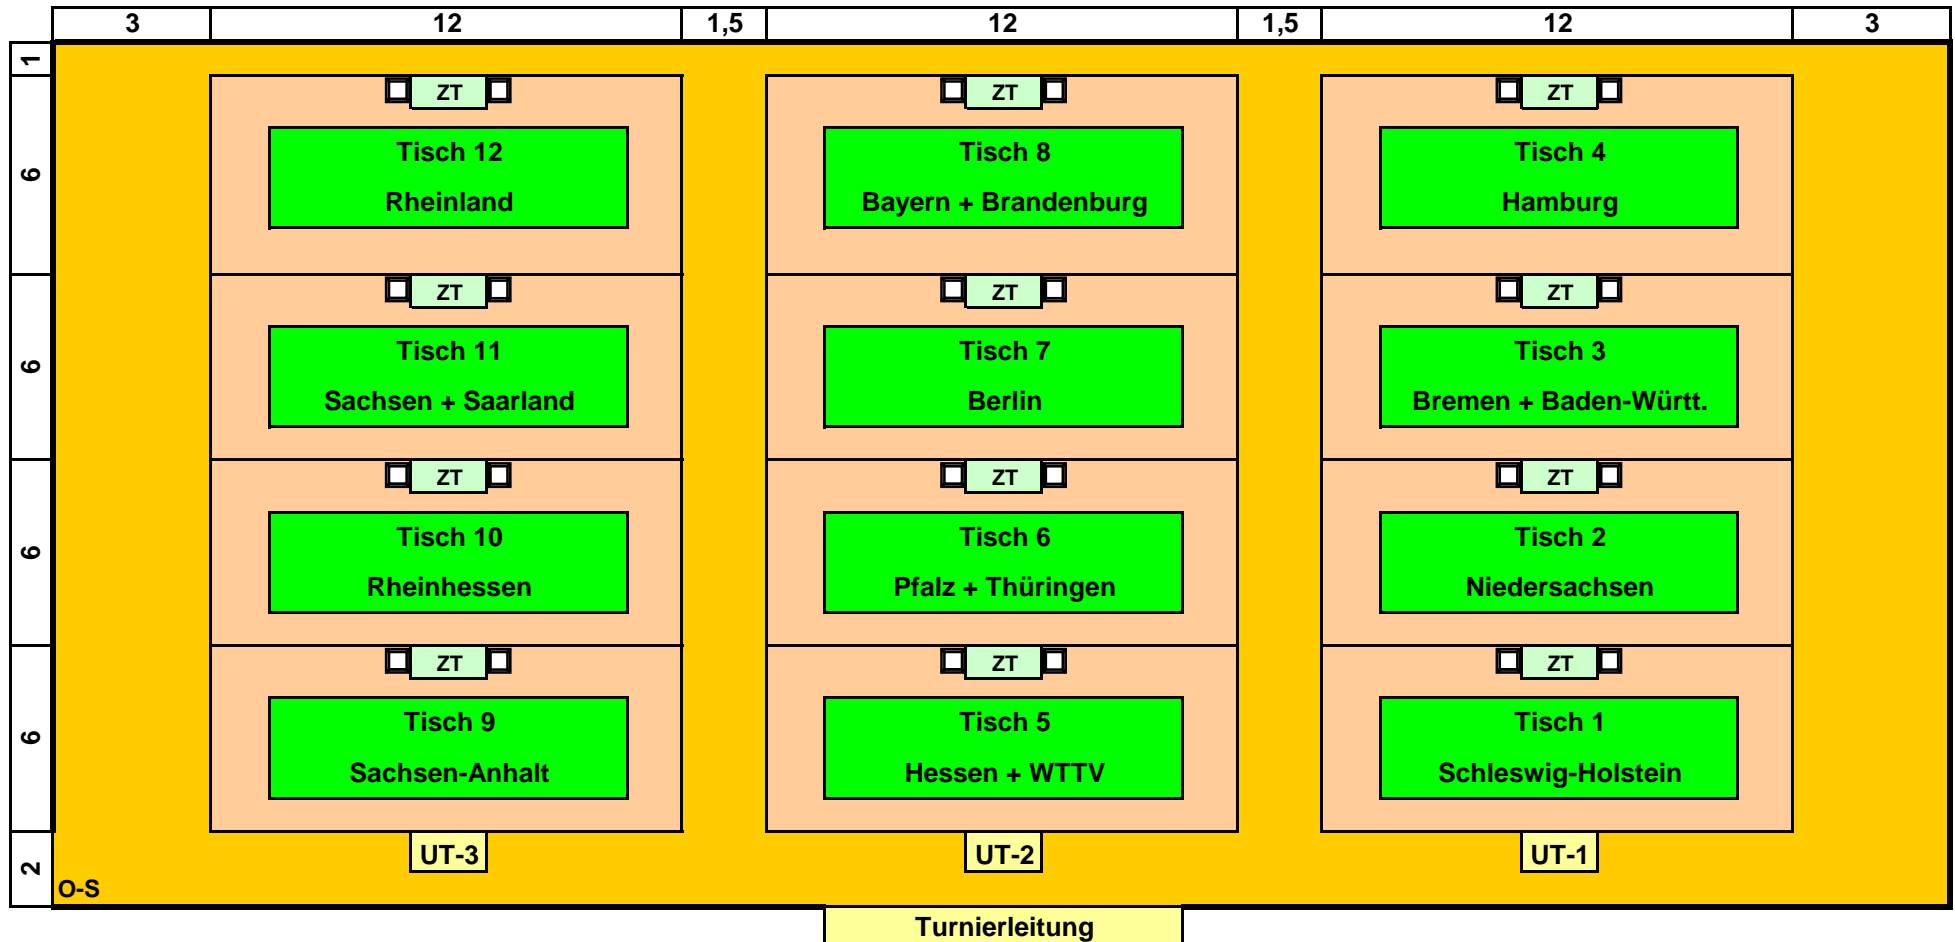 3 12 1,5 12 1,5 12 3
1
ZT ZT ZT
6
Tisch 12 Tisch 8 Tisch 4
Rheinland Bayern + Brandenburg Hamburg
ZT ZT ZT
6
Tisch 11 Tisch 7 Tisch 3
Sachsen + Saarland Berlin Bremen + Baden-Württ.
ZT ZT ZT
6
Tisch 10 Tisch 6 Tisch 2
Rheinhessen Pfalz + Thüringen Niedersachsen
ZT ZT ZT
6
Tisch 9 Tisch 5 Tisch 1
Sachsen-Anhalt Hessen + WTTV Schleswig-Holstein
2
UT-3 UT-2 UT-1
O-S
Turnierleitung